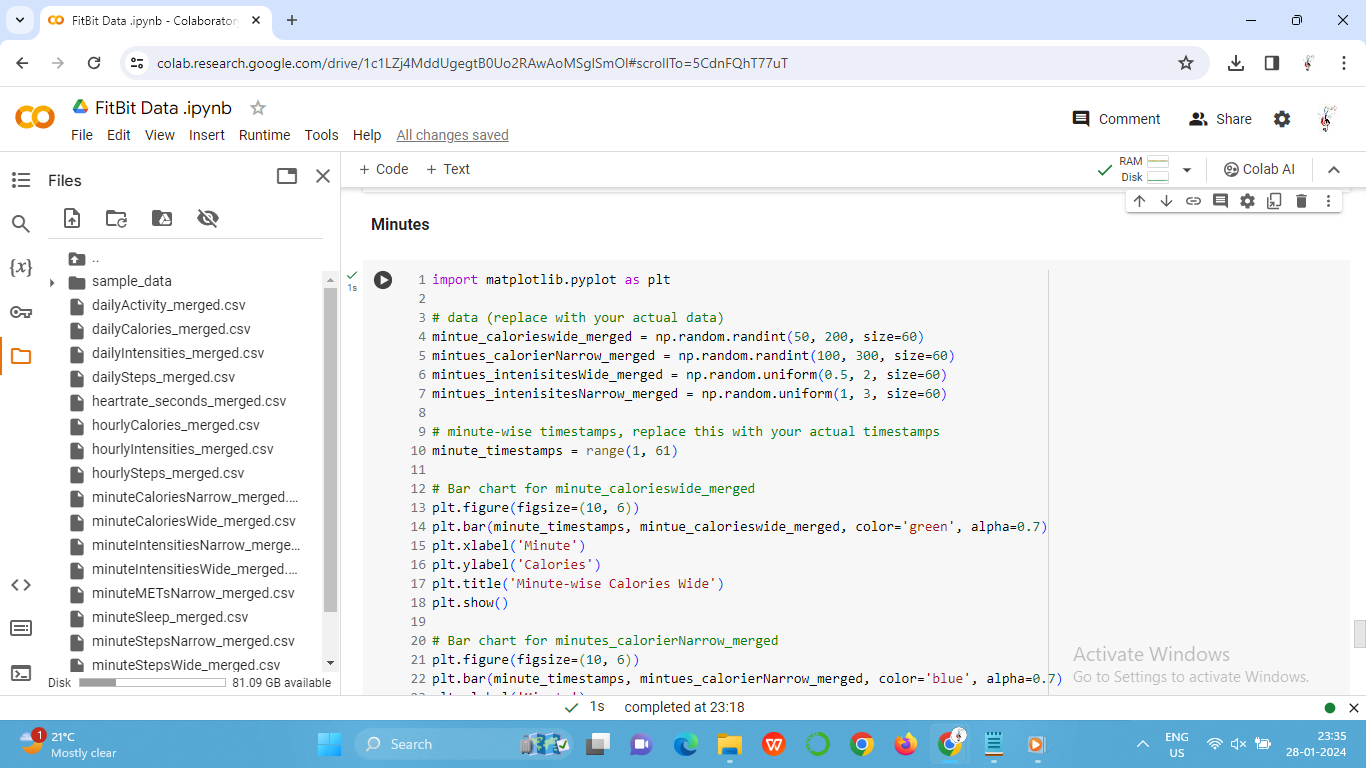 FitBit Data .ipynb - Colaborator
colab.research.google.com/drive/1c1LZj4MddUgegtB0Uo2RAwAoMSgISmOI#scrollTo=5CdnFQhT77uT
FitBit Data .ipynb
File Edit View Insert Runtime Tools Help All changes saved
Comment Share
Files
+ Code + Text
RAM
Disk
Colab AI
Minutes
{x}
..
sample_data
dailyActivity_merged.csv
dailyCalories_merged.csv
dailyIntensities_merged.csv
dailySteps_merged.csv
heartrate_seconds_merged.csv
hourlyCalories_merged.csv
hourlyIntensities_merged.csv
hourlySteps_merged.csv
minuteCaloriesNarrow_merged....
minuteCaloriesWide_merged.csv
minuteIntensitiesNarrow_merge...
minuteIntensitiesWide_merged....
minuteMETsNarrow_merged.csv
minuteSleep_merged.csv
minuteStepsNarrow_merged.csv
minuteStepsWide_merged.csv
Disk 81.09 GB available
1s
1 import matplotlib.pyplot as plt
2
3 # data (replace with your actual data)
4 mintue_calorieswide_merged = np.random.randint(50, 200, size=60)
5 mintues_calorierNarrow_merged = np.random.randint(100, 300, size=60)
6 mintues_intenisitesWide_merged = np.random.uniform(0.5, 2, size=60)
7 mintues_intenisitesNarrow_merged = np.random.uniform(1, 3, size=60)
8
9 # minute-wise timestamps, replace this with your actual timestamps
10 minute_timestamps = range(1, 61)
11
12 # Bar chart for minute_calorieswide_merged
13 plt.figure(figsize=(10, 6))
14 plt.bar(minute_timestamps, mintue_calorieswide_merged, color='green', alpha=0.7)
15 plt.xlabel('Minute')
16 plt.ylabel('Calories')
17 plt.title('Minute-wise Calories Wide')
18 plt.show()
19
20 # Bar chart for minutes_calorierNarrow_merged
21 plt.figure(figsize=(10, 6))
22 plt.bar(minute_timestamps, mintues_calorierNarrow_merged, color='blue', alpha=0.7)
Activate Windows
Go to Settings to activate Windows.
1s completed at 23:18
1
21°C
Mostly clear
Search
ENG
US
23:35
28-01-2024